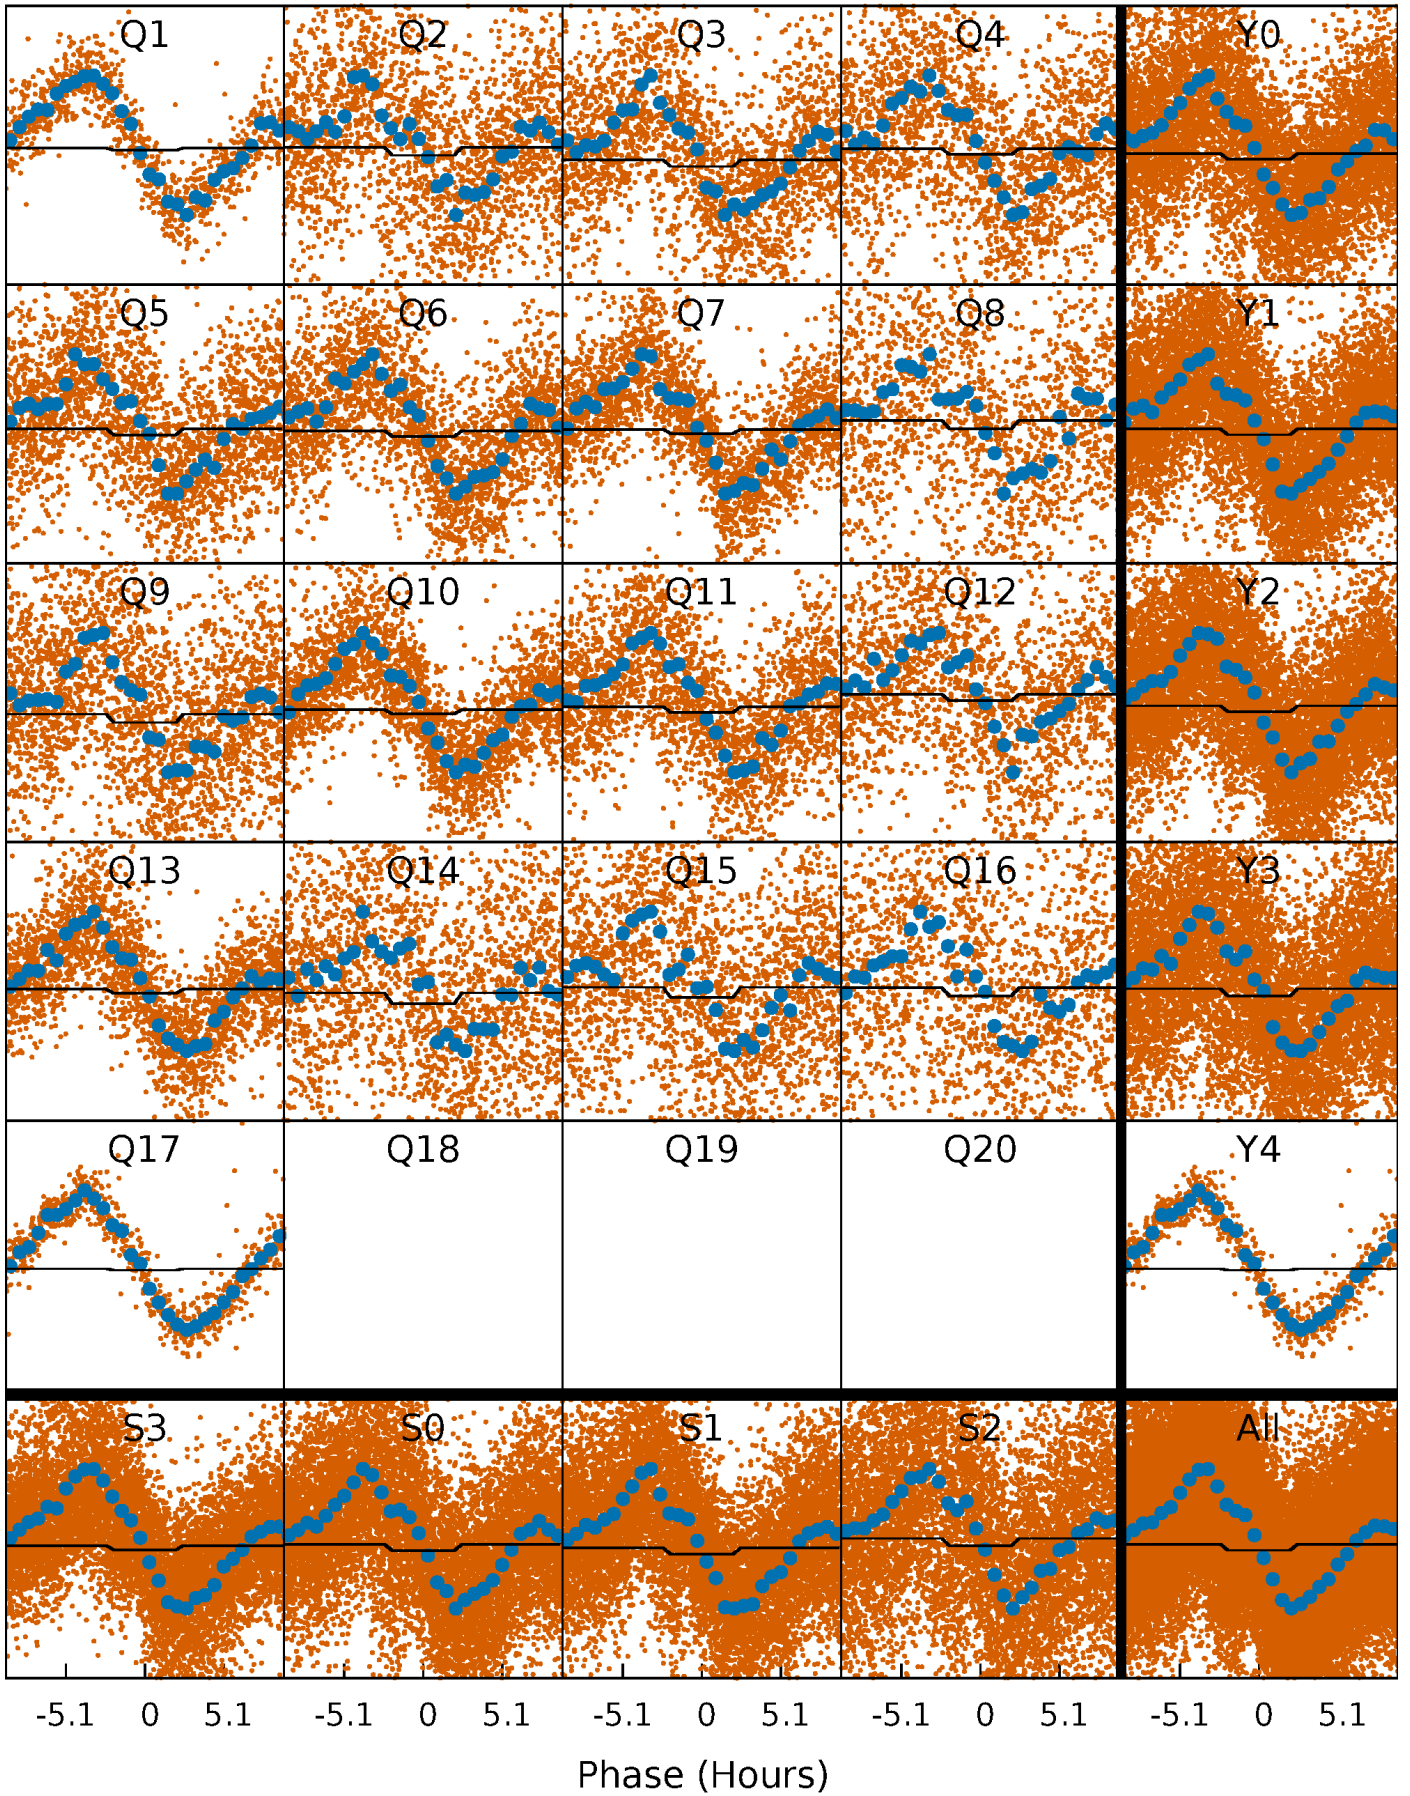 Q1 Q2 Q3 Q4 Y0
Q5 Q6 Q7 Q8 Y1
Q9 Q10 Q11 Q12 Y2
Q13 Q14 Q15 Q16 Y3
Q17 Q18 Q19 Q20 Y4
S3 S0 S1 S2 All
-5.1 0 5.1 -5.1 0 5.1 -5.1 0 5.1 -5.1 0 5.1 -5.1 0 5.1
Phase (Hours)